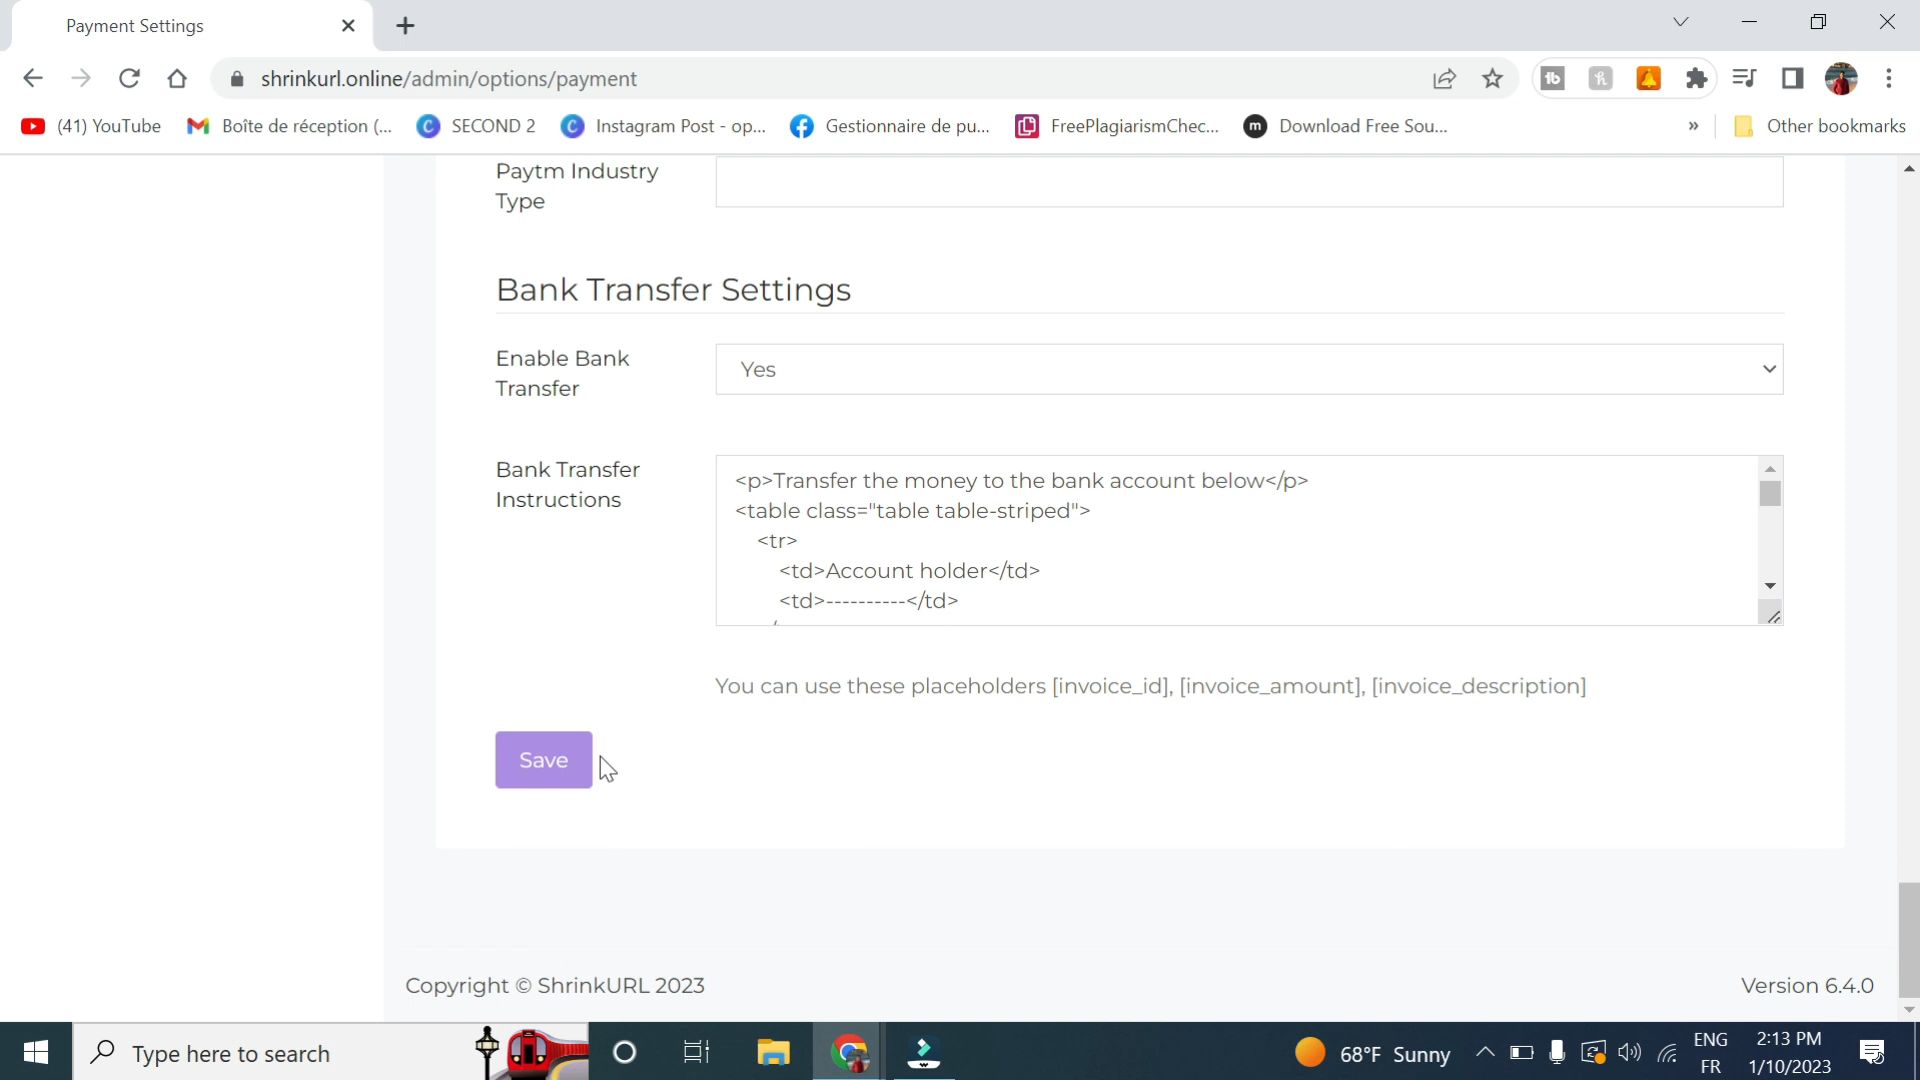 Payment Settings
shrinkurl.online/admin/options/payment
(41) YouTube
Boîte de réception (...
SECOND 2
Instagram Post - op...
Gestionnaire de pu...
FreePlagiarismChec...
Download Free Sou...
»
Other bookmarks
Paytm Industry
Type
Bank Transfer Settings
Enable Bank
Transfer
Yes
Bank Transfer
Instructions
<p>Transfer the money to the bank account below</p>
<table class="table table-striped">
<tr>
<td>Account holder</td>
<td>----------</td>
You can use these placeholders [invoice_id], [invoice_amount], [invoice_description]
Save
Copyright © ShrinkURL 2023
Version 6.4.0
Type here to search
68°F Sunny
ENG
FR
2:13 PM
1/10/2023